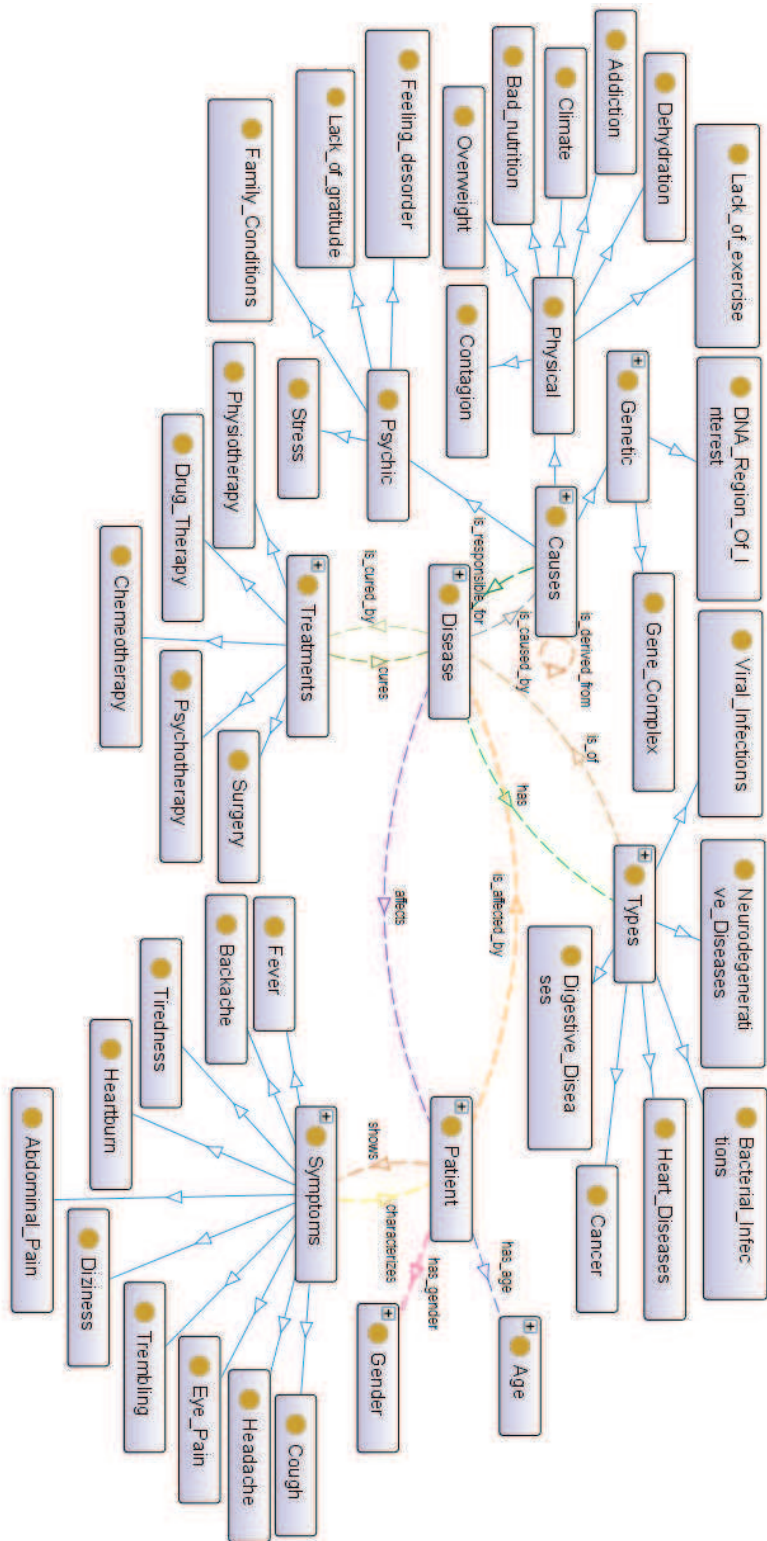 Lack_of_exercise
DNA_Region_Of_I
nterest
Viral_Infections
Neurodegenerati
ve_Diseases
Bacterial_Infec
tions
Dehydration
Addiction
Climate
Bad_nutrition
Overweight
Feeling_desorder
Lack_of_gratitude
Family_Conditions
Physical
Contagion
Genetic
Gene_Complex
Types
Digestive_Disea
ses
Heart_Diseases
Cancer
Causes
is_derived_from
is_caused_by
is_responsible_for
is_of
has
Psychic
Stress
Disease
is_affected_by
affects
Patient
has_age
Age
has_gender
Gender
is_cured_by
cures
Treatments
Physiotherapy
Drug_Therapy
Chemeotherapy
Psychotherapy
Surgery
shows
characterizes
Symptoms
Fever
Backache
Tiredness
Heartburn
Abdominal_Pain
Diziness
Trembling
Eye_Pain
Headache
Cough